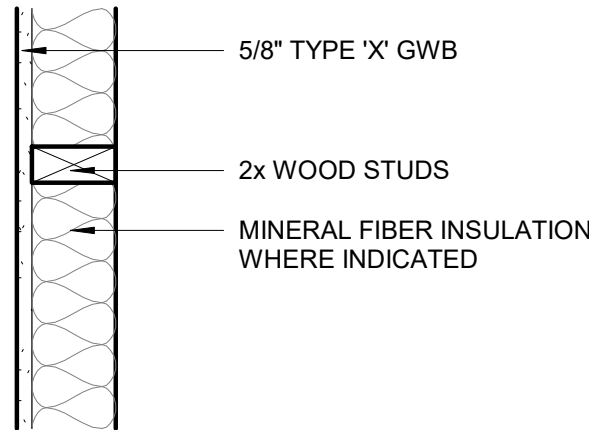 5/8" TYPE 'X' GWB
2x WOOD STUDS
MINERAL FIBER INSULATION
WHERE INDICATED